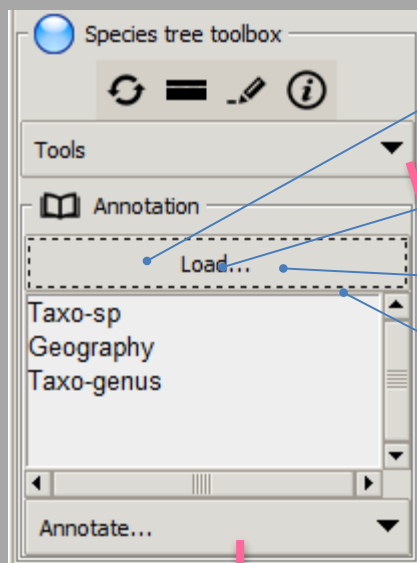 Species tree toolbox
Tools
Annotation
Load...
Taxo-sp
Geography
Taxo-genus
Annotate...